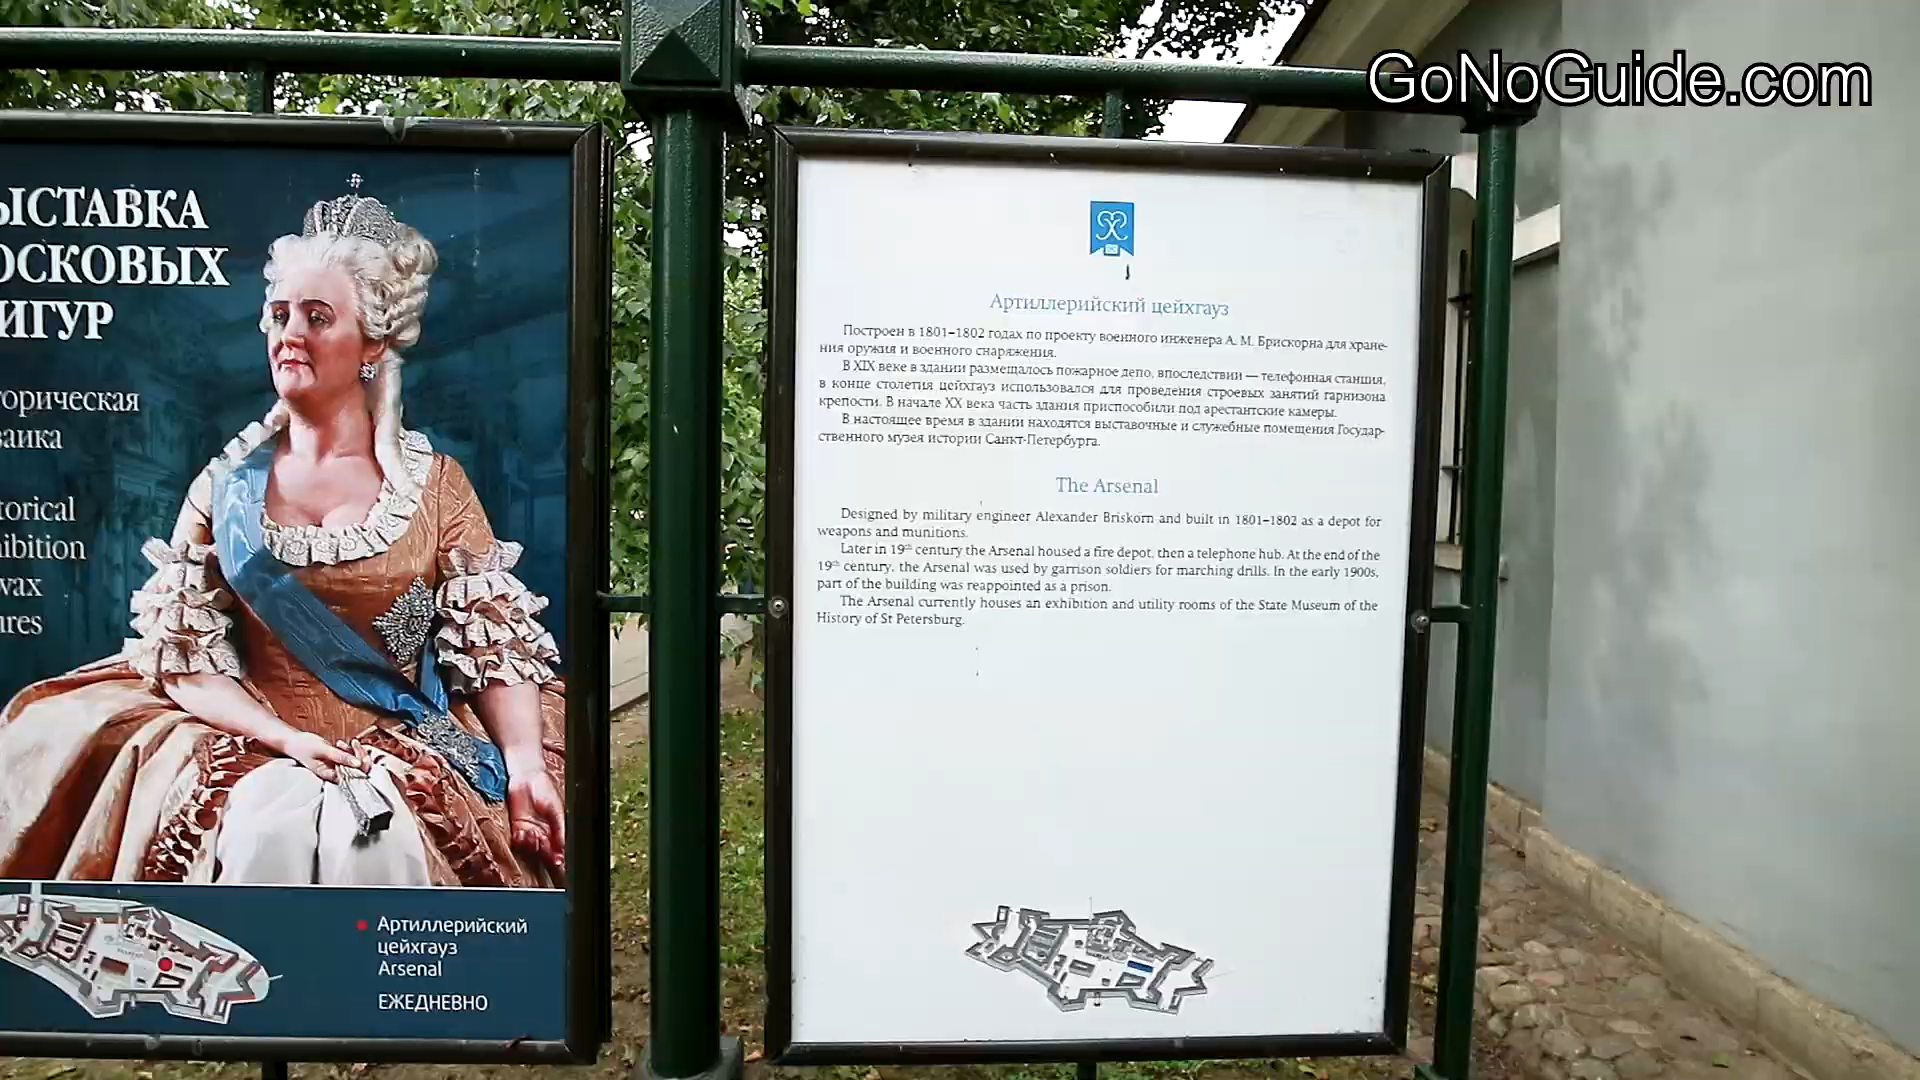 GoNoGuide.com
ЫСТАВКА
ОСКОВЫХ
ИГУР
орическая
заика
torical
ibition
wax
ures
Артиллерийский
цейхгауз
Arsenal
ЕЖЕДНЕВНО
Артиллерийский цейхгауз
Построен в 1801–1802 годах по проекту военного инженера А. М. Брискорна для хране-
ния оружия и военного снаряжения.
В XIX веке в здании размещалось пожарное депо, впоследствии — телефонная станция,
в конце столетия цейхгауз использовался для проведения строевых занятий гарнизона
крепости. В начале XX века часть здания приспособили под арестантские камеры.
В настоящее время в здании находятся выставочные и служебные помещения Государ-
ственного музея истории Санкт-Петербурга.
The Arsenal
Designed by military engineer Alexander Briskorn and built in 1801–1802 as a depot for
weapons and munitions.
Later in 19th century the Arsenal housed a fire depot, then a telephone hub. At the end of the
19th century, the Arsenal was used by garrison soldiers for marching drills. In the early 1900s,
part of the building was reappointed as a prison.
The Arsenal currently houses an exhibition and utility rooms of the State Museum of the
History of St Petersburg.